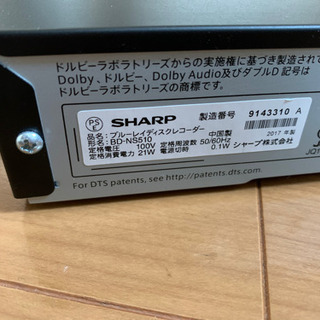 ドルビーラボラトリーズからの実施権に基づき製造され
Dolby、ドルビー、Dolby Audio及びダブルD 記号は
ドルビーラボラトリーズの商標です。
PS
E
SHARP
製造番号 9143310 A
品名:ブルーレイディスクレコーダー 中国製 2017 年製
形名:BD-NS510 定格周波数 50/60Hz
定格電圧 100V 電源切時 0.1W シャープ株式会社
定格消費電力 21W
For DTS patents, see http://patents.dts.com.